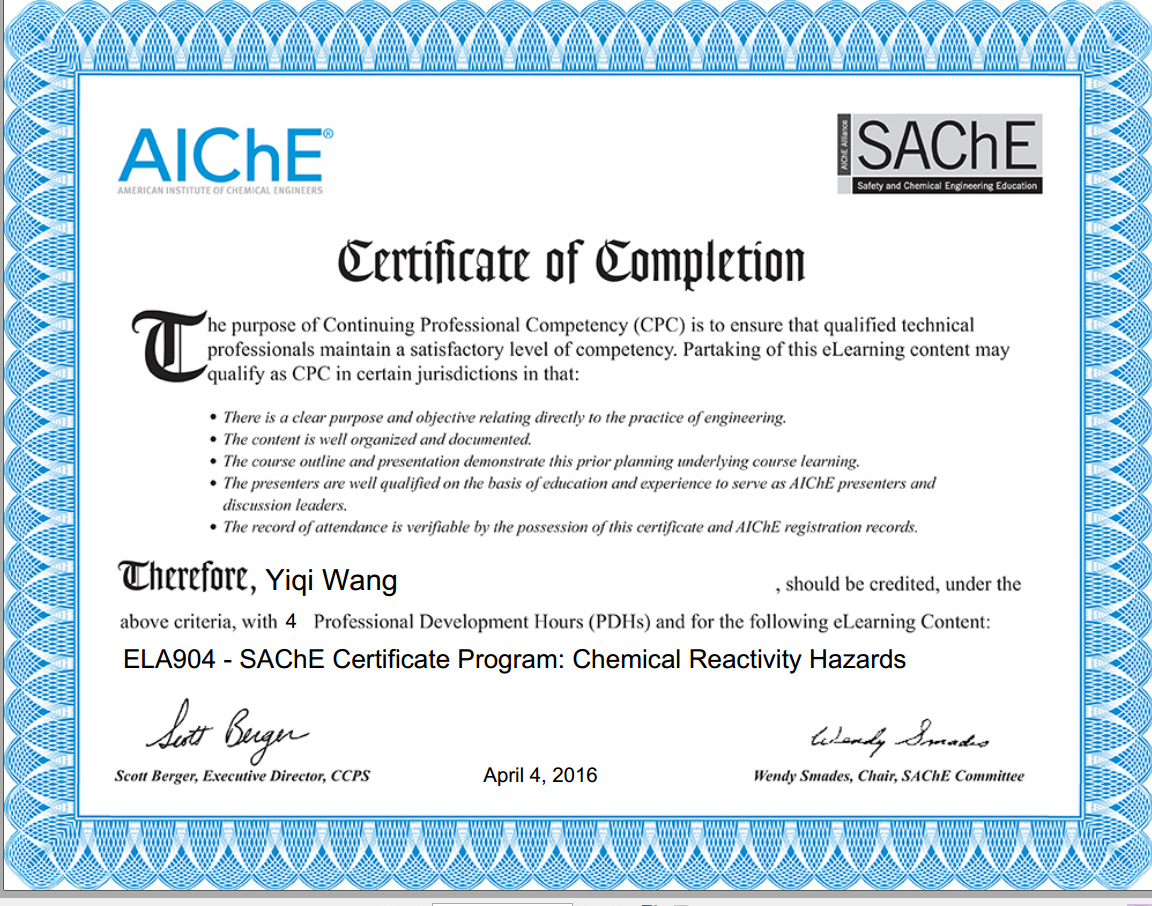 AIChE®
AMERICAN INSTITUTE OF CHEMICAL ENGINEERS
AIChE Alliance
SAChE
Safety and Chemical Engineering Education
Certificate of Completion
The purpose of Continuing Professional Competency (CPC) is to ensure that qualified technical
professionals maintain a satisfactory level of competency. Partaking of this eLearning content may
qualify as CPC in certain jurisdictions in that:
• There is a clear purpose and objective relating directly to the practice of engineering.
• The content is well organized and documented.
• The course outline and presentation demonstrate this prior planning underlying course learning.
• The presenters are well qualified on the basis of education and experience to serve as AIChE presenters and
discussion leaders.
• The record of attendance is verifiable by the possession of this certificate and AIChE registration records.
Therefore, Yiqi Wang , should be credited, under the
above criteria, with 4 Professional Development Hours (PDHs) and for the following eLearning Content:
ELA904 - SAChE Certificate Program: Chemical Reactivity Hazards
Scott Berger Wendy Smades
Scott Berger, Executive Director, CCPS April 4, 2016 Wendy Smades, Chair, SAChE Committee